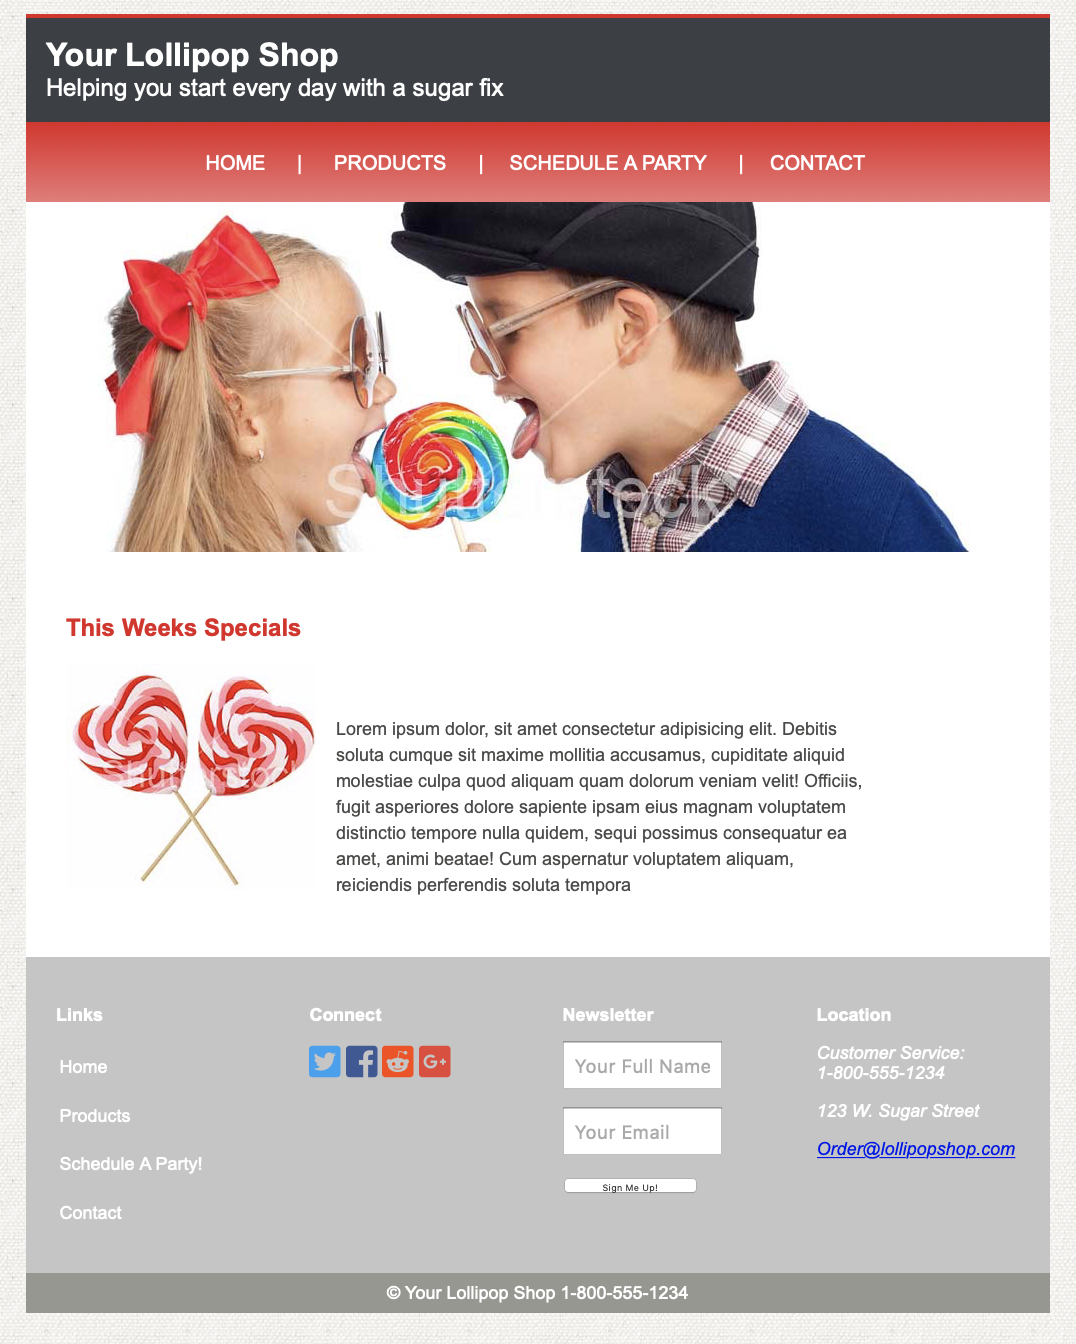 Your Lollipop Shop
Helping you start every day with a sugar fix
HOME | PRODUCTS | SCHEDULE A PARTY | CONTACT
Shutterstock
This Weeks Specials
Shutterstock
Lorem ipsum dolor, sit amet consectetur adipisicing elit. Debitis
soluta cumque sit maxime mollitia accusamus, cupiditate aliquid
molestiae culpa quod aliquam quam dolorum veniam velit! Officiis,
fugit asperiores dolore sapiente ipsam eius magnam voluptatem
distinctio tempore nulla quidem, sequi possimus consequatur ea
amet, animi beatae! Cum aspernatur voluptatem aliquam,
reiciendis perferendis soluta tempora
Links
Home
Products
Schedule A Party!
Contact
Connect
G+
Newsletter
Your Full Name
Your Email
Sign Me Up!
Location
Customer Service:
1-800-555-1234
123 W. Sugar Street
Order@lollipopshop.com
© Your Lollipop Shop 1-800-555-1234